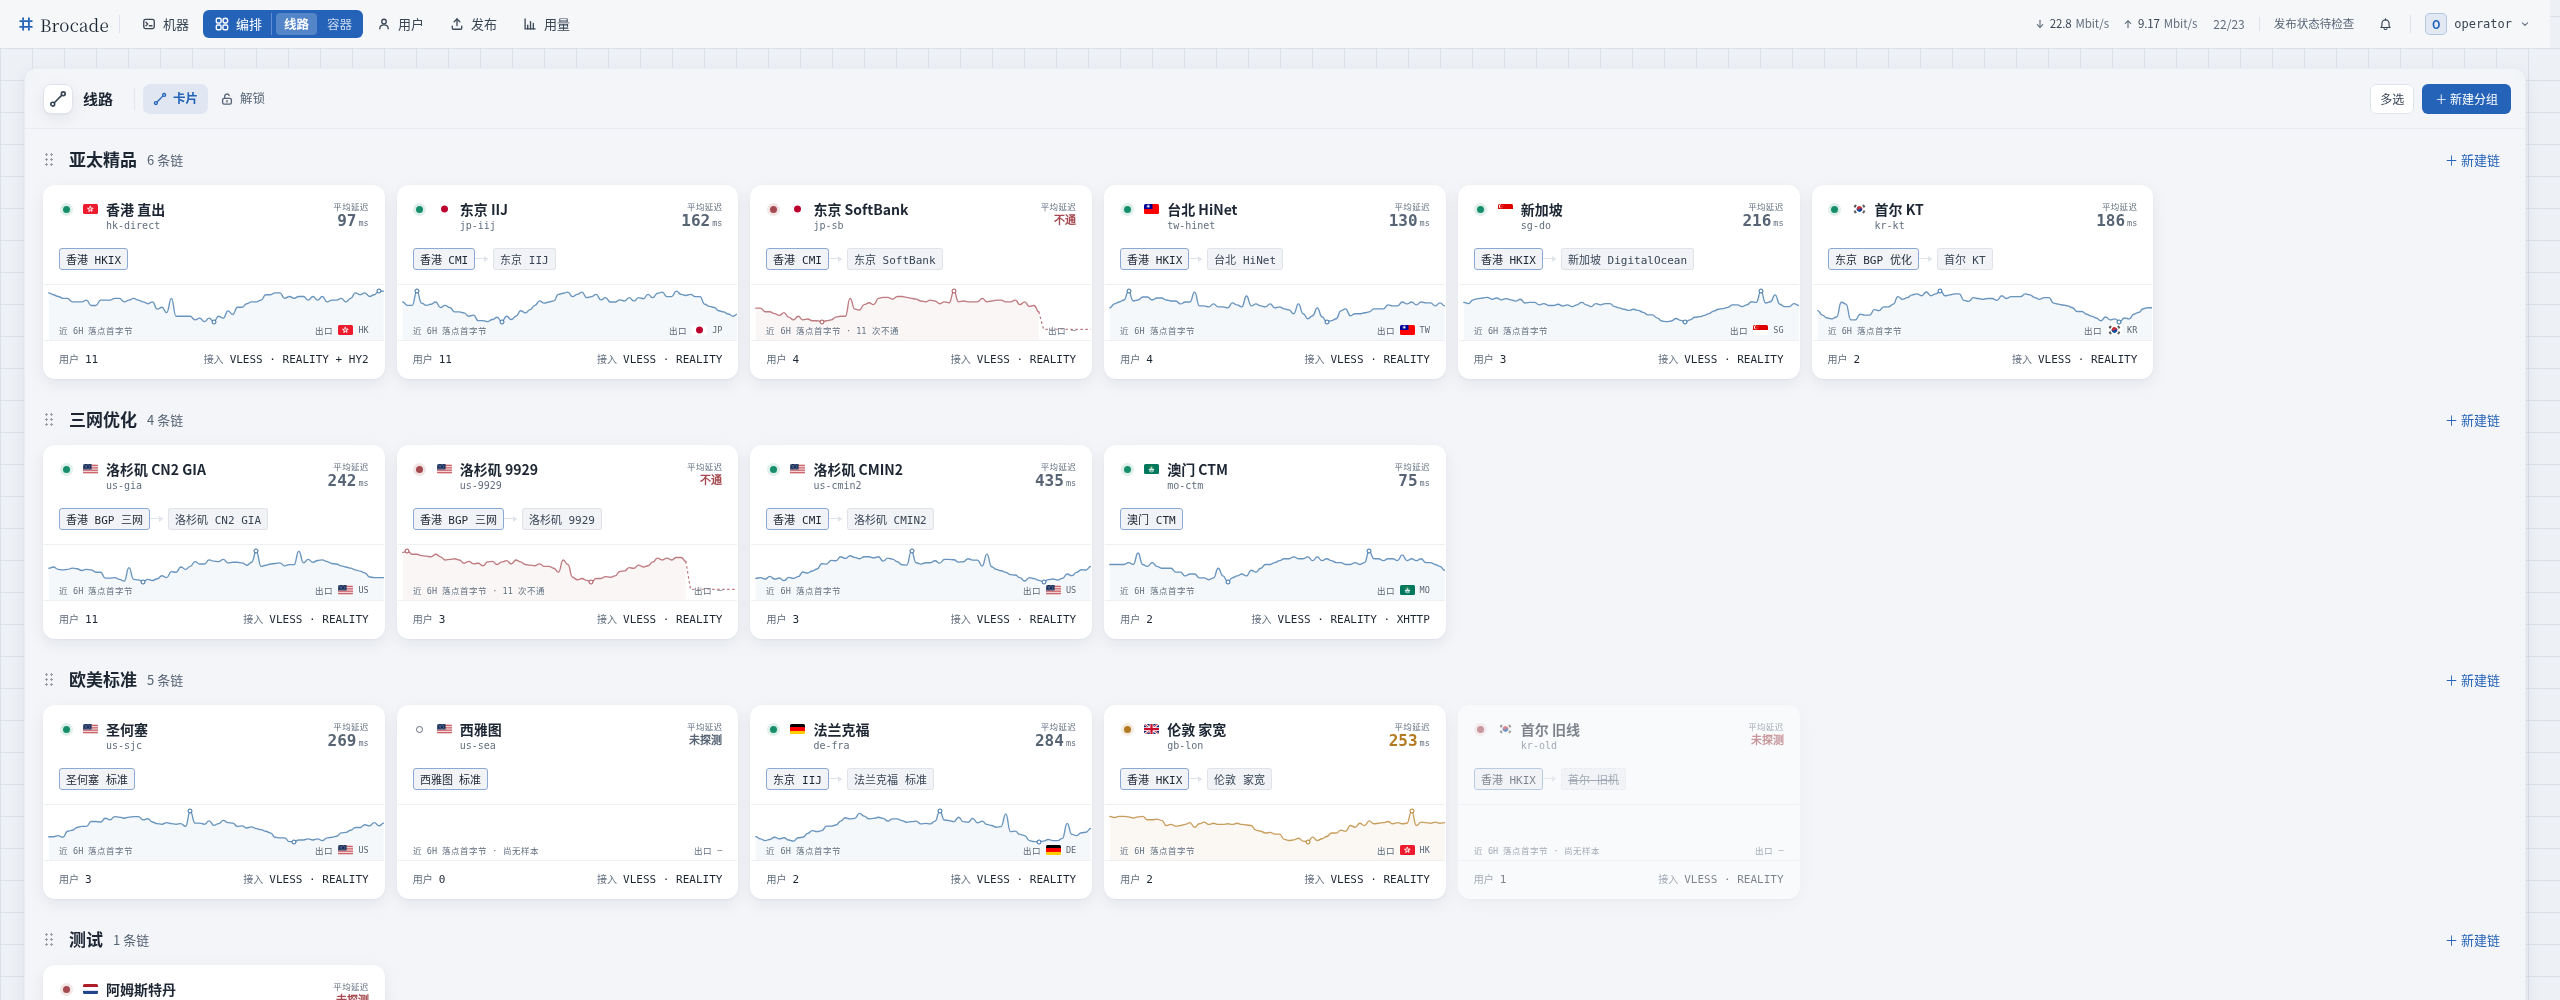 Brocade 机器 编排 线路 容器 用户 发布 用量 ↓ 22.8 Mbit/s ↑ 9.17 Mbit/s 22/23 发布状态待检查 O operator
线路 卡片 解锁 多选 + 新建分组
亚太精品 6 条链 + 新建链
香港 直出 平均延迟
hk-direct 97 ms
香港 HKIX
近 6H 落点首字节 出口 HK
用户 11 接入 VLESS · REALITY + HY2
东京 IIJ 平均延迟
jp-iij 162 ms
香港 CMI 东京 IIJ
近 6H 落点首字节 出口 JP
用户 11 接入 VLESS · REALITY
东京 SoftBank 平均延迟
jp-sb 不通
香港 CMI 东京 SoftBank
近 6H 落点首字节 · 11 次不通 出口
用户 4 接入 VLESS · REALITY
台北 HiNet 平均延迟
tw-hinet 130 ms
香港 HKIX 台北 HiNet
近 6H 落点首字节 出口 TW
用户 4 接入 VLESS · REALITY
新加坡 平均延迟
sg-do 216 ms
香港 HKIX 新加坡 DigitalOcean
近 6H 落点首字节 出口 SG
用户 3 接入 VLESS · REALITY
首尔 KT 平均延迟
kr-kt 186 ms
东京 BGP 优化 首尔 KT
近 6H 落点首字节 出口 KR
用户 2 接入 VLESS · REALITY
三网优化 4 条链 + 新建链
洛杉矶 CN2 GIA 平均延迟
us-gia 242 ms
香港 BGP 三网 洛杉矶 CN2 GIA
近 6H 落点首字节 出口 US
用户 11 接入 VLESS · REALITY
洛杉矶 9929 平均延迟
us-9929 不通
香港 BGP 三网 洛杉矶 9929
近 6H 落点首字节 · 11 次不通 出口
用户 3 接入 VLESS · REALITY
洛杉矶 CMIN2 平均延迟
us-cmin2 435 ms
香港 CMI 洛杉矶 CMIN2
近 6H 落点首字节 出口 US
用户 3 接入 VLESS · REALITY
澳门 CTM 平均延迟
mo-ctm 75 ms
澳门 CTM
近 6H 落点首字节 出口 MO
用户 2 接入 VLESS · REALITY · XHTTP
欧美标准 5 条链 + 新建链
圣何塞 平均延迟
us-sjc 269 ms
圣何塞 标准
近 6H 落点首字节 出口 US
用户 3 接入 VLESS · REALITY
西雅图 平均延迟
us-sea 未探测
西雅图 标准
近 6H 落点首字节 · 尚无样本 出口 —
用户 0 接入 VLESS · REALITY
法兰克福 平均延迟
de-fra 284 ms
东京 IIJ 法兰克福 标准
近 6H 落点首字节 出口 DE
用户 2 接入 VLESS · REALITY
伦敦 家宽 平均延迟
gb-lon 253 ms
香港 HKIX 伦敦 家宽
近 6H 落点首字节 出口 HK
用户 2 接入 VLESS · REALITY
首尔 旧线 平均延迟
kr-old 未探测
香港 HKIX 首尔 旧机
近 6H 落点首字节 · 尚无样本 出口 —
用户 1 接入 VLESS · REALITY
测试 1 条链 + 新建链
阿姆斯特丹 平均延迟
未探测